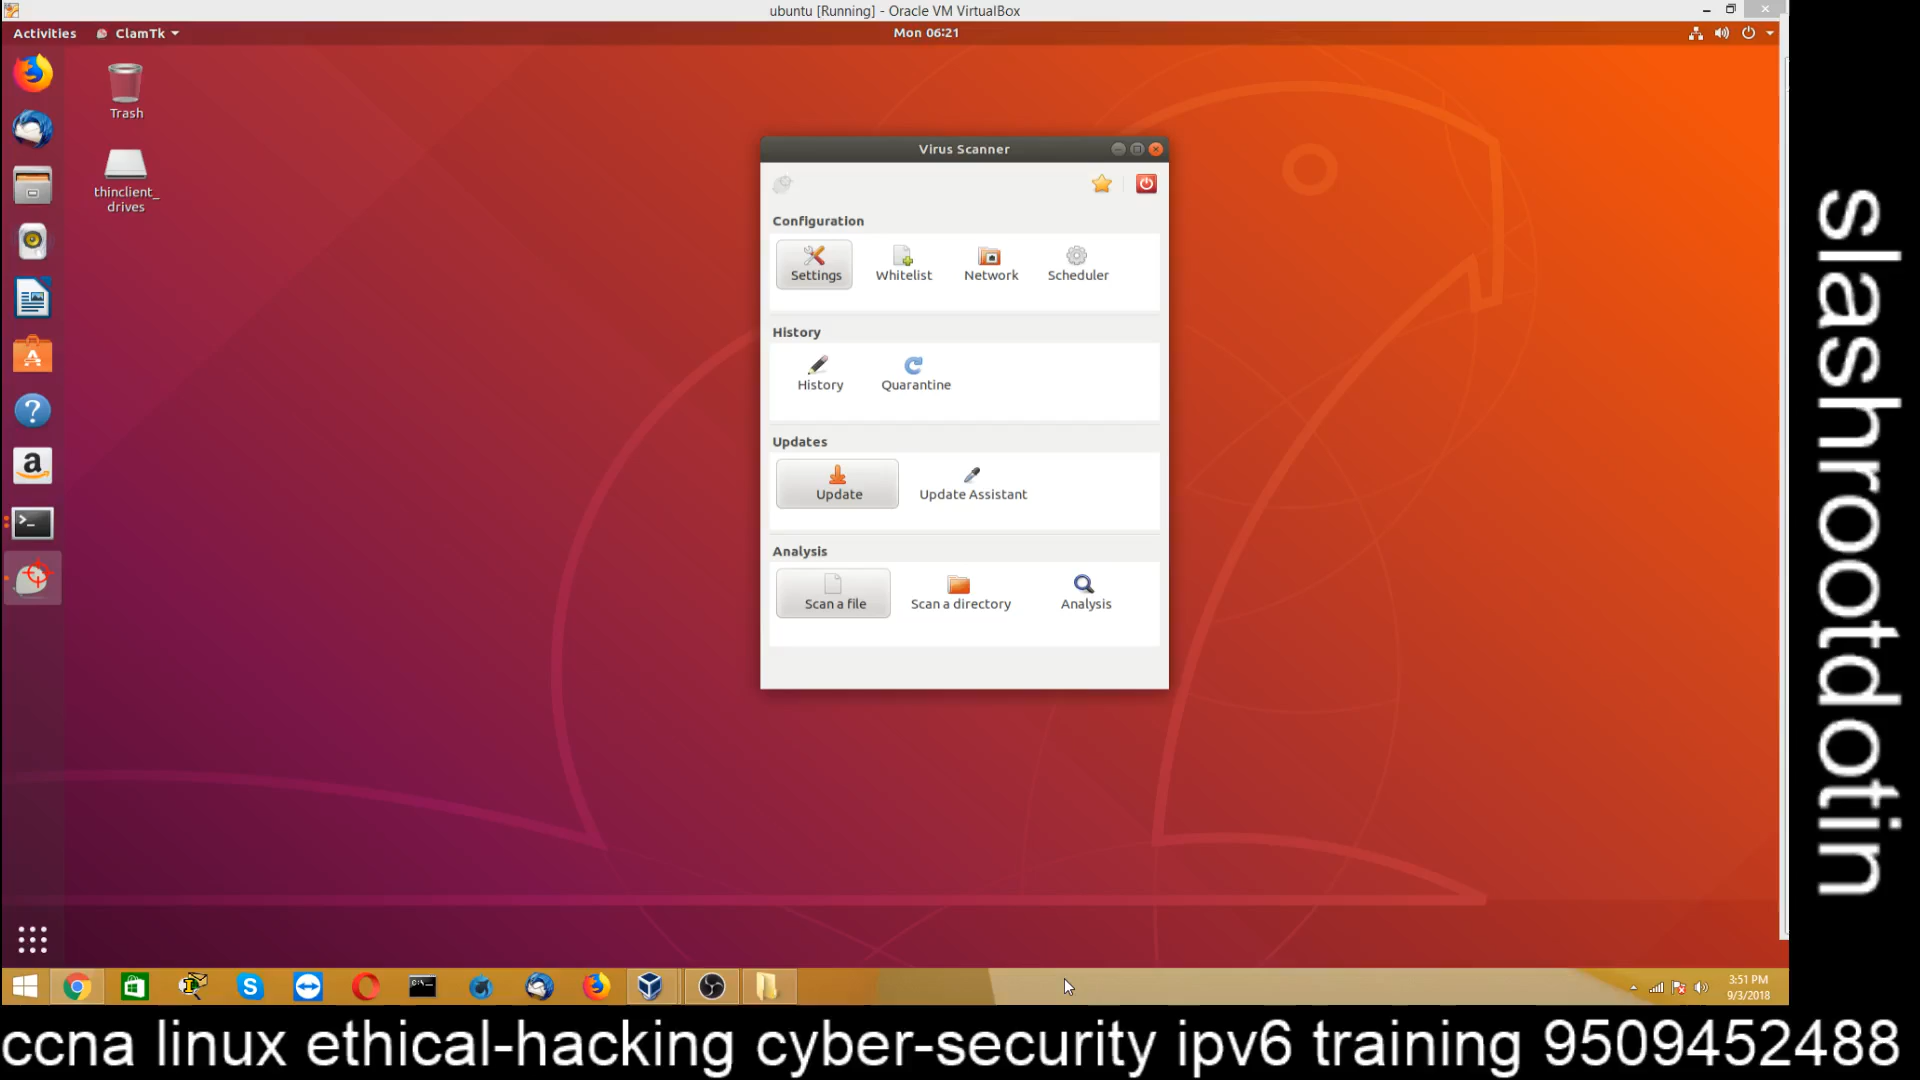 ubuntu [Running] - Oracle VM VirtualBox
Activities
ClamTk
Mon 06:21
Trash
thinclient_
drives
Virus Scanner
Configuration
Settings
Whitelist
Network
Scheduler
History
History
Quarantine
Updates
Update
Update Assistant
Analysis
Scan a file
Scan a directory
Analysis
3:51 PM
9/3/2018
slashrootdotin
ccna linux ethical-hacking cyber-security ipv6 training 9509452488